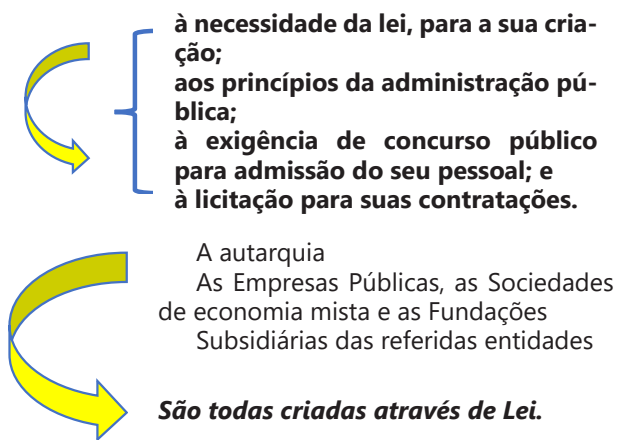 à necessidade da lei, para a sua cria-
ção;
aos princípios da administração pú-
blica;
à exigência de concurso público
para admissão do seu pessoal; e
à licitação para suas contratações.
A autarquia
As Empresas Públicas, as Sociedades
de economia mista e as Fundações
Subsidiárias das referidas entidades
São todas criadas através de Lei.